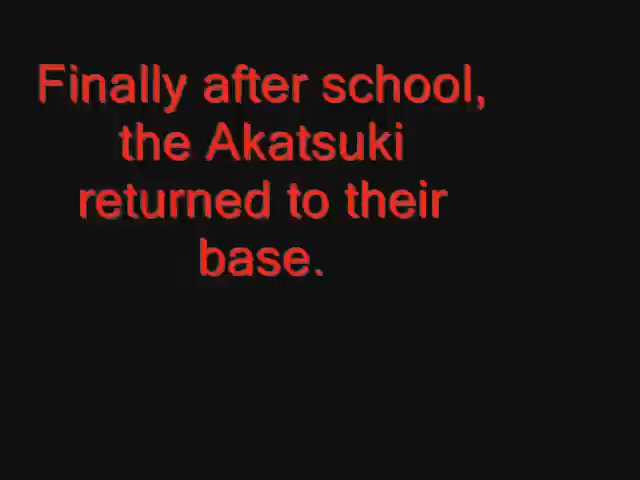 Finally after school,
the Akatsuki
returned to their
base.